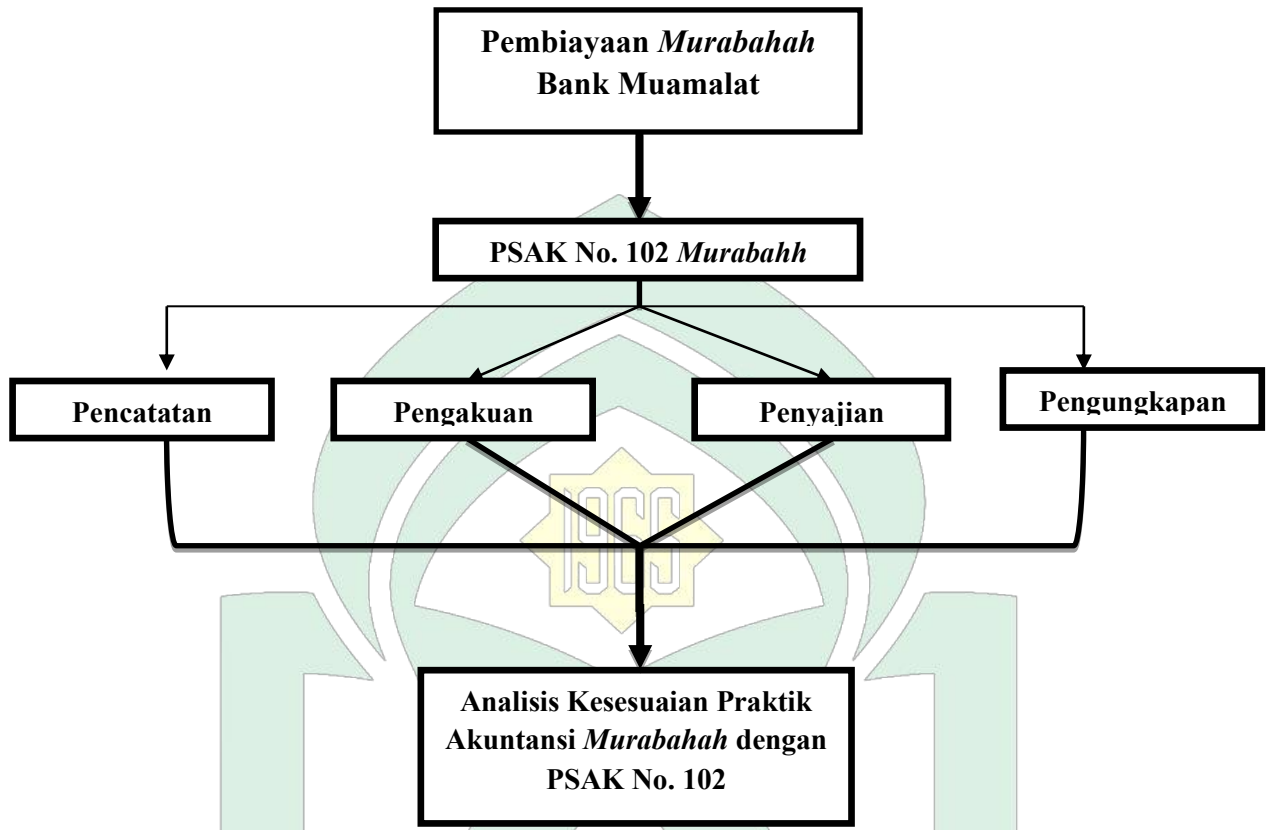 Pembiayaan Murabahah
Bank Muamalat
PSAK No. 102 Murabahh
Pencatatan
Pengakuan
Penyajian
Pengungkapan
1965
Analisis Kesesuaian Praktik
Akuntansi Murabahah dengan
PSAK No. 102